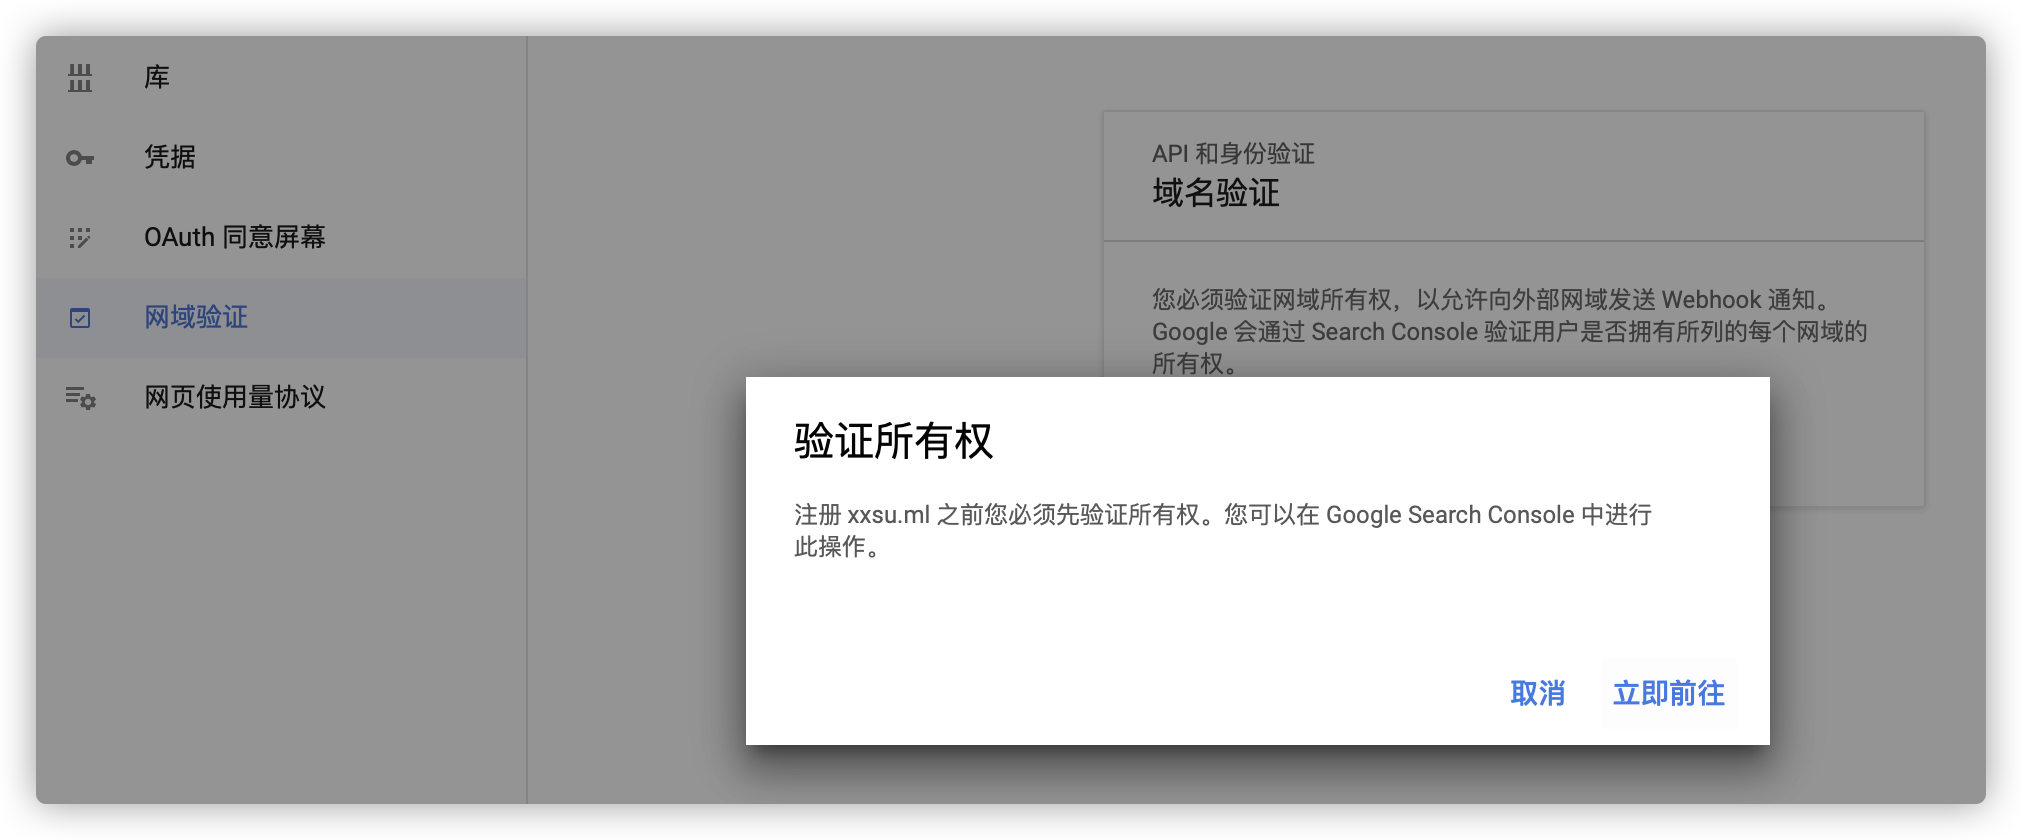 库
凭据
OAuth 同意屏幕
网域验证
网页使用量协议
API 和身份验证
域名验证
您必须验证网域所有权，以允许向外部网域发送 Webhook 通知。
Google 会通过 Search Console 验证用户是否拥有所列的每个网域的
所有权。
验证所有权
注册 xxsu.ml 之前您必须先验证所有权。您可以在 Google Search Console 中进行
此操作。
取消
立即前往